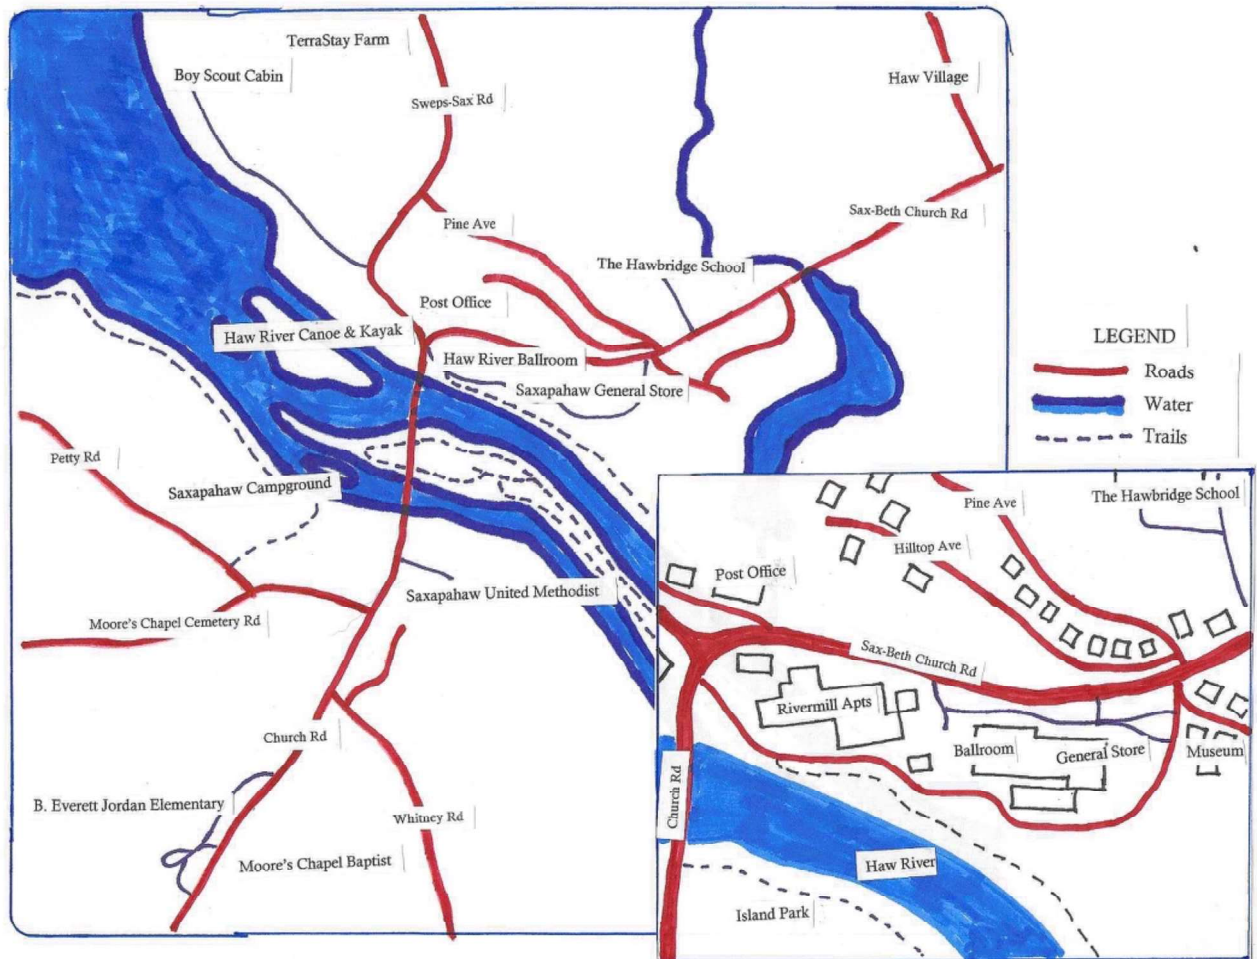 TerraStay Farm
Boy Scout Cabin
Haw Village
Sweps-Sax Rd
Sax-Beth Church Rd
Pine Ave
The Hawbridge School
Post Office
Haw River Canoe & Kayak
Haw River Ballroom
Saxapahaw General Store
LEGEND
Roads
Water
Trails
Petty Rd
Saxapahaw Campground
Saxapahaw United Methodist
Moore's Chapel Cemetery Rd
Church Rd
B. Everett Jordan Elementary
Whitney Rd
Moore's Chapel Baptist
Pine Ave
The Hawbridge School
Hilltop Ave
Post Office
Sax-Beth Church Rd
Rivermill Apts
Ballroom
General Store
Museum
Church Rd
Haw River
Island Park